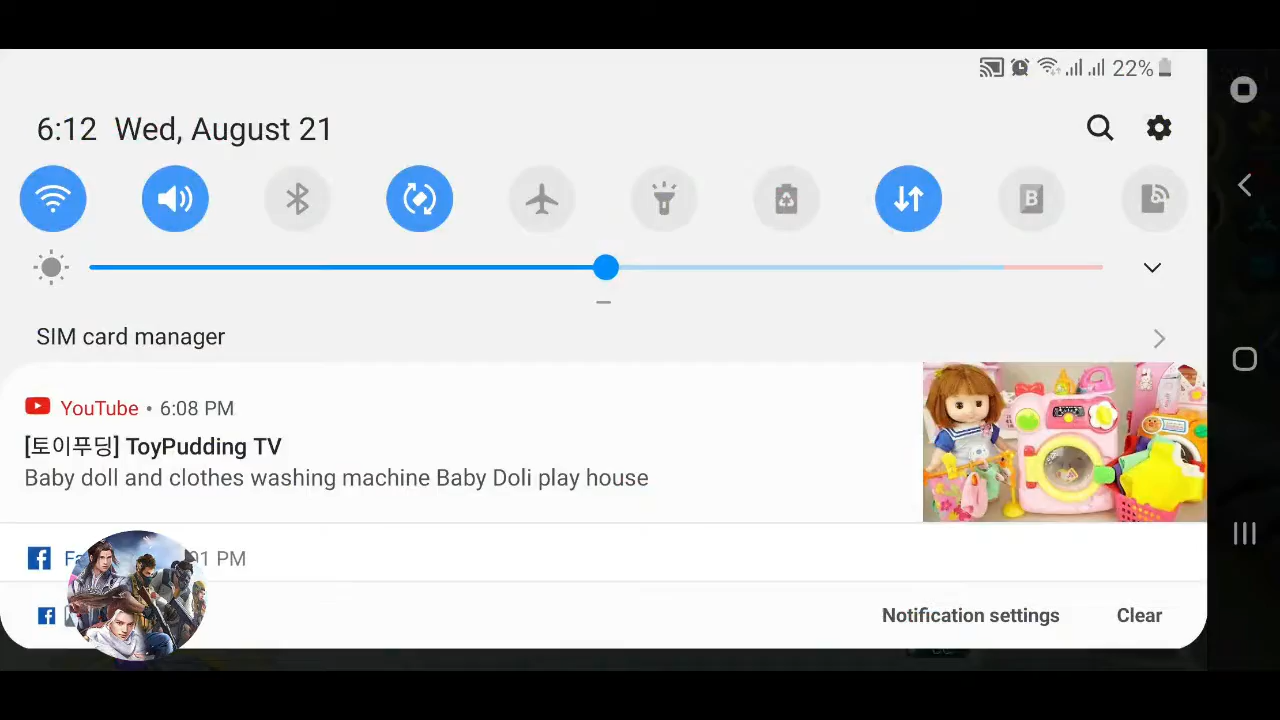 22%
6:12 Wed, August 21
B
SIM card manager
YouTube • 6:08 PM
[토이푸딩] ToyPudding TV
Baby doll and clothes washing machine Baby Doli play house
PM
Notification settings Clear